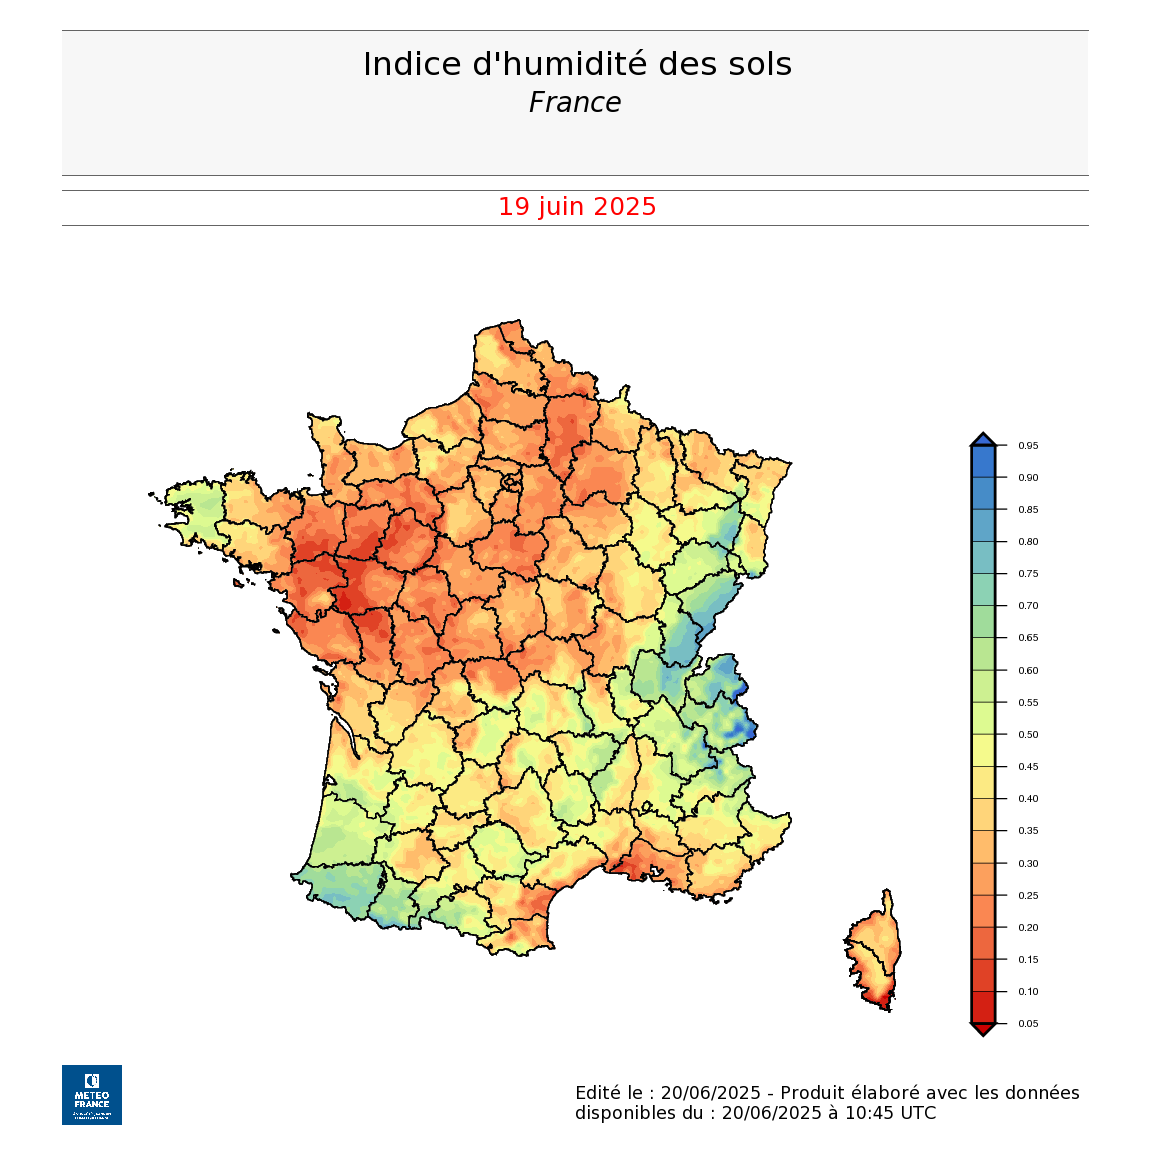 Indice d'humidité des sols
France
19 juin 2025
0.95
0.90
0.85
0.80
0.75
0.70
0.65
0.60
0.55
0.50
0.45
0.40
0.35
0.30
0.25
0.20
0.15
0.10
0.05
METEO
FRANCE
Edité le : 20/06/2025 - Produit élaboré avec les données
disponibles du : 20/06/2025 à 10:45 UTC